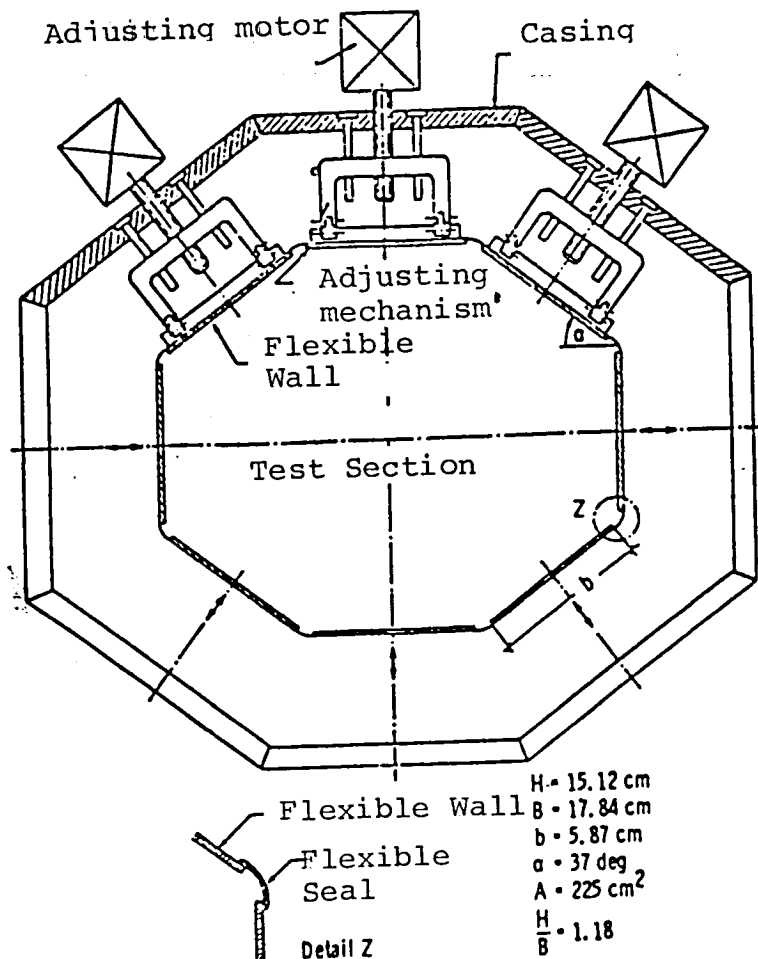 Adjusting motor
Casing
Adjusting
mechanism
a
Flexible
Wall
Test Section
Z
b
Flexible Wall
Flexible
Seal
Detail Z
H = 15.12 cm
B = 17.84 cm
b = 5.87 cm
α = 37 deg
A = 225 cm²
H
B = 1.18